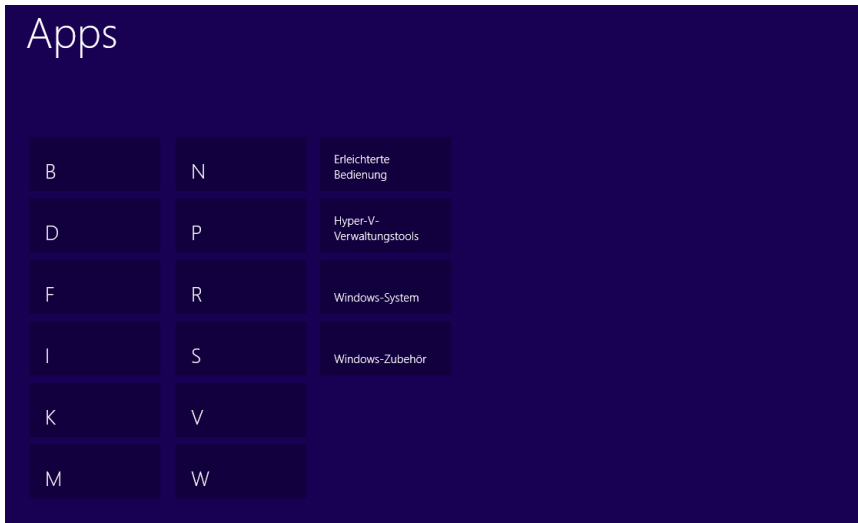 Apps
B
D
F
I
K
M
N
P
R
S
V
W
Erleichterte
Bedienung
Hyper-V-
Verwaltungstools
Windows-System
Windows-Zubehör